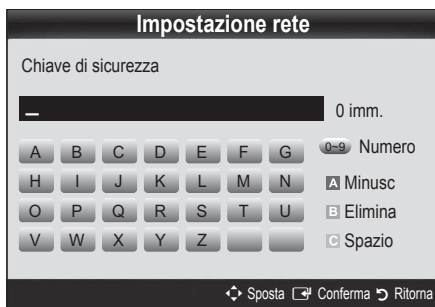 Impostazione rete
Chiave di sicurezza
_ 0 imm.
A B C D E F G 0~9 Numero
H I J K L M N A Minusc
O P Q R S T U B Elimina
V W X Y Z C Spazio
Sposta Conferma Ritorna